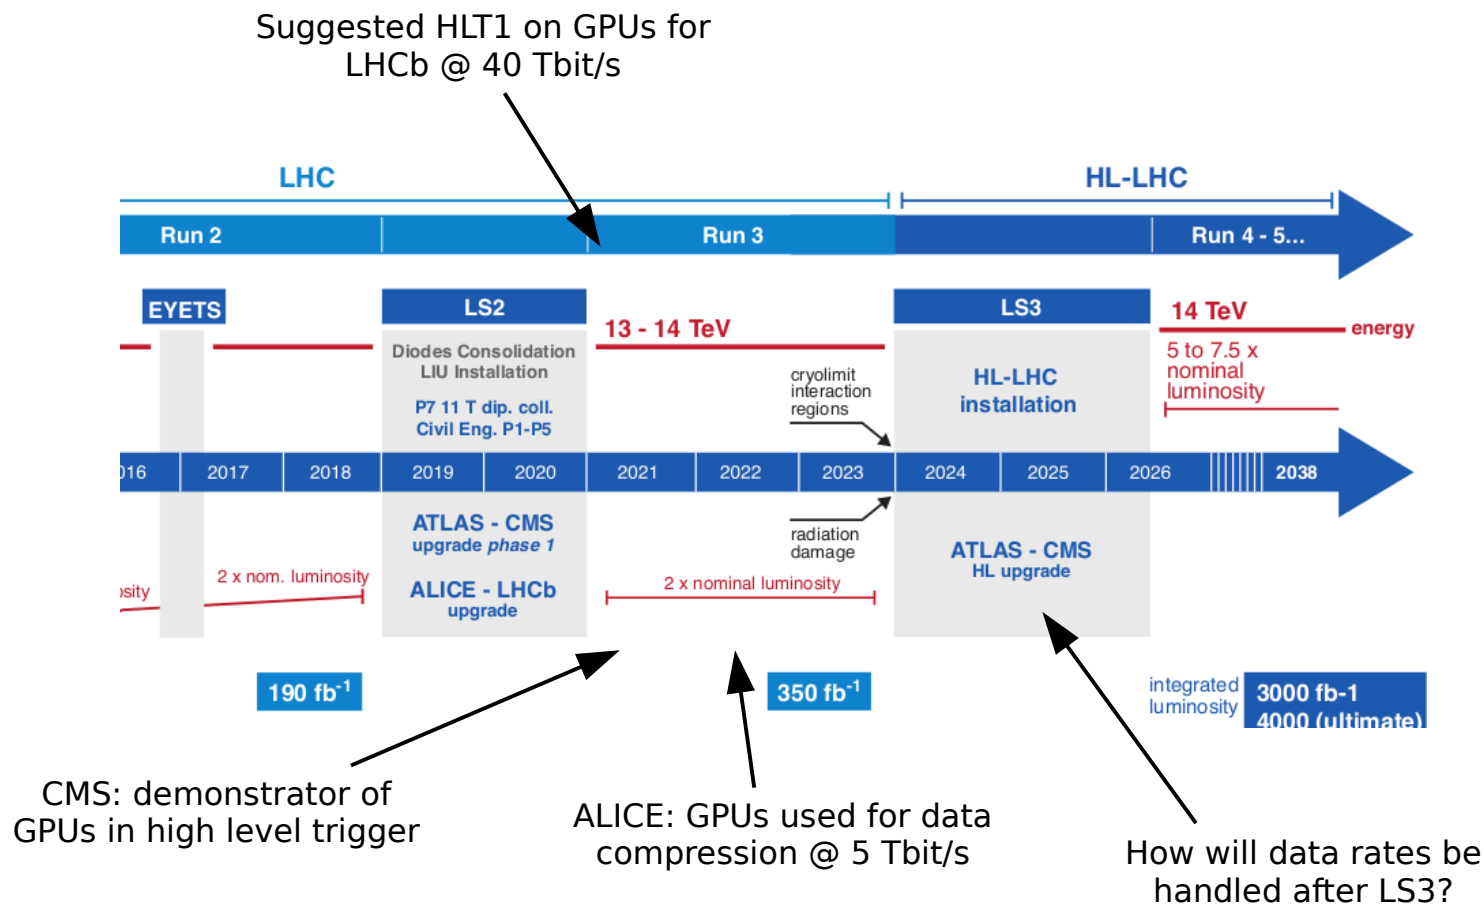 Suggested HLT1 on GPUs for
LHCb @ 40 Tbit/s
LHC
HL-LHC
Run 2
Run 3
Run 4 - 5...
EYETS
LS2
LS3
13 - 14 TeV
14 TeV
energy
Diodes Consolidation
LIU Installation
P7 11 T dip. coll.
Civil Eng. P1-P5
cryolimit
interaction
regions
HL-LHC
installation
5 to 7.5 x
nominal
luminosity
016
2017
2018
2019
2020
2021
2022
2023
2024
2025
2026
2038
ATLAS - CMS
upgrade phase 1
ALICE - LHCb
upgrade
radiation
damage
ATLAS - CMS
HL upgrade
osity
2 x nom. luminosity
2 x nominal luminosity
190 fb-1
350 fb-1
integrated
luminosity
3000 fb-1
4000 (ultimate)
CMS: demonstrator of
GPUs in high level trigger
ALICE: GPUs used for data
compression @ 5 Tbit/s
How will data rates be
handled after LS3?